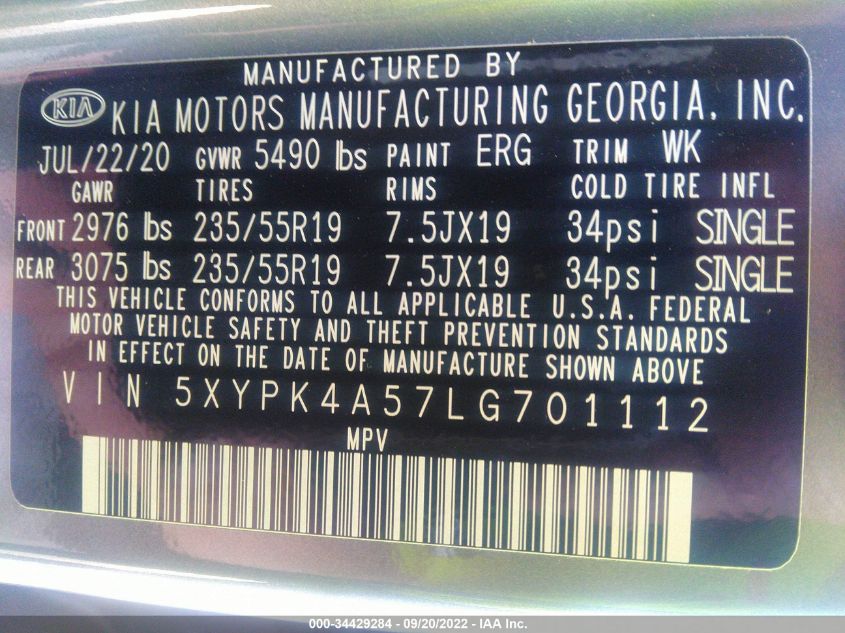 MANUFACTURED BY
KIA KIA MOTORS MANUFACTURING GEORGIA, INC.
JUL/22/20 GVWR 5490 lbs PAINT ERG TRIM WK
GAWR TIRES RIMS COLD TIRE INFL
FRONT 2976 lbs 235/55R19 7.5JX19 34psi SINGLE
REAR 3075 lbs 235/55R19 7.5JX19 34psi SINGLE
THIS VEHICLE CONFORMS TO ALL APPLICABLE U.S.A. FEDERAL
MOTOR VEHICLE SAFETY AND THEFT PREVENTION STANDARDS
IN EFFECT ON THE DATE OF MANUFACTURE SHOWN ABOVE
VIN 5XYPK4A57LG701112
MPV
000-34429284 - 09/20/2022 - IAA Inc.